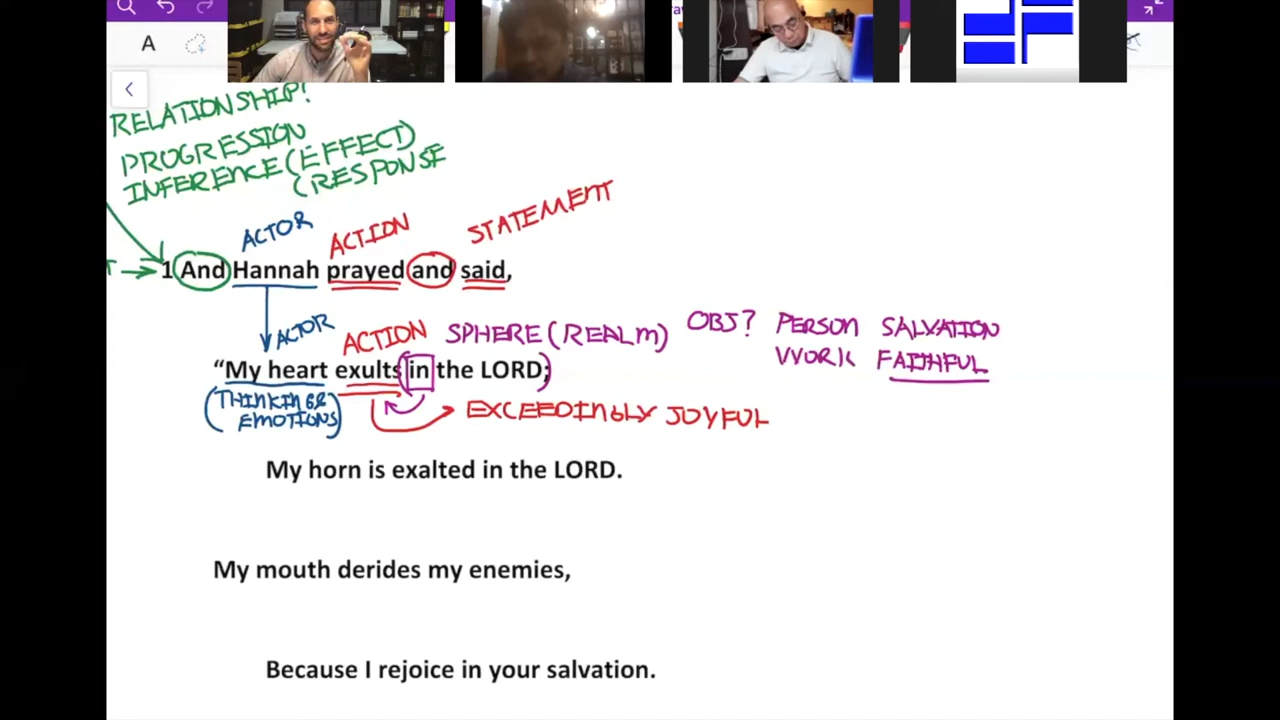 A
RELATIONSHIP!
PROGRESSION
INFERENCE (EFFECT)
(RESPONSE
ACTOR ACTION STATEMENT
1 And Hannah prayed and said,
ACTOR ACTION SPHERE (REALM) OBJ? PERSON SALVATION
WORK FAITHFUL
“My heart exults (in the LORD;)
(THINKING &
EMOTIONS)
EXCEEDINGLY JOYFUL
My horn is exalted in the LORD.
My mouth derides my enemies,
Because I rejoice in your salvation.